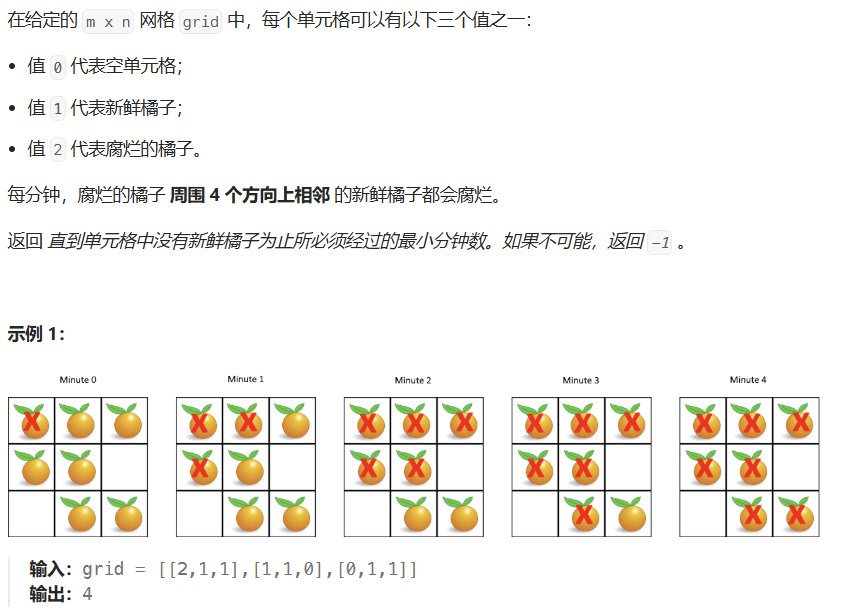 在给定的 m x n 网格 grid 中，每个单元格可以有以下三个值之一：
• 值 0 代表空单元格；
• 值 1 代表新鲜橘子；
• 值 2 代表腐烂的橘子。
每分钟，腐烂的橘子 周围 4 个方向上相邻 的新鲜橘子都会腐烂。
返回 直到单元格中没有新鲜橘子为止所必须经过的最小分钟数。如果不可能，返回 -1 。
示例 1：
Minute 0 Minute 1 Minute 2 Minute 3 Minute 4
输入：grid = [[2,1,1],[1,1,0],[0,1,1]]
输出：4